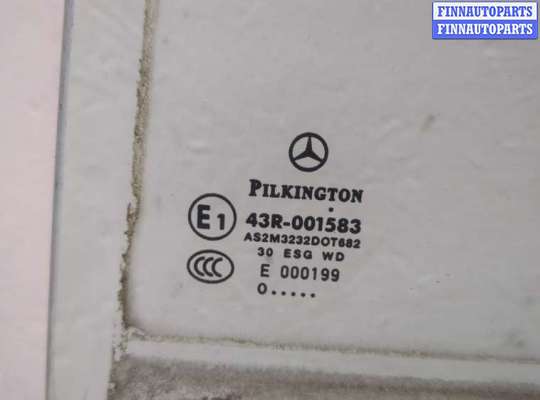 FINNAUTOPARTS
FINNAUTOPARTS
PILKINGTON
E1 43R-001583
AS2M3232DOT682
30 ESG WD
CCC E 000199
0.....